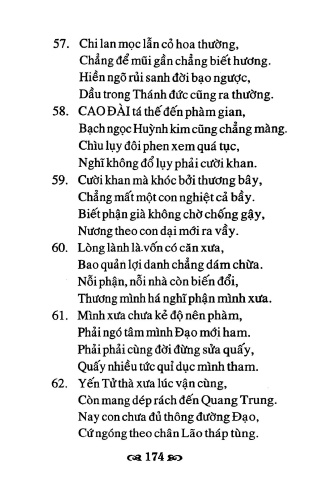 57. Chi lan mọc lẫn cỏ hoa thường,
Chẳng để mũi gần chẳng biết hương.
Hiền ngõ rủi sanh đời bạo ngược,
Dầu trong Thánh đức cũng ra thường.
58. CAO ĐÀI tá thế đến phàm gian,
Bạch ngọc Huỳnh kim cũng chẳng màng.
Chìu lụy đôi phen xem quá tục,
Nghĩ không đổ lụy phải cười khan.
59. Cười khan mà khóc bởi thương bây,
Chẳng mất một con nghiệt cả bầy.
Biết phận già không chờ chống gậy,
Nương theo con dại mới ra vầy.
60. Lòng lành là vốn có căn xưa,
Bao quản lợi danh chẳng dám chừa.
Nỗi phận, nỗi nhà còn biến đổi,
Thương mình há nghĩ phận mình xưa.
61. Mình xưa chưa kẻ độ nên phàm,
Phải ngó tâm mình Đạo mới ham.
Phải phải cùng đời đừng sửa quấy,
Quấy nhiều tức quỉ dục mình tham.
62. Yến Tử thà xưa lúc vận cùng,
Còn mang dép rách đến Quang Trung.
Nay con chưa đủ thông đường Đạo,
Cứ ngóng theo chân Lão tháp tùng.
174